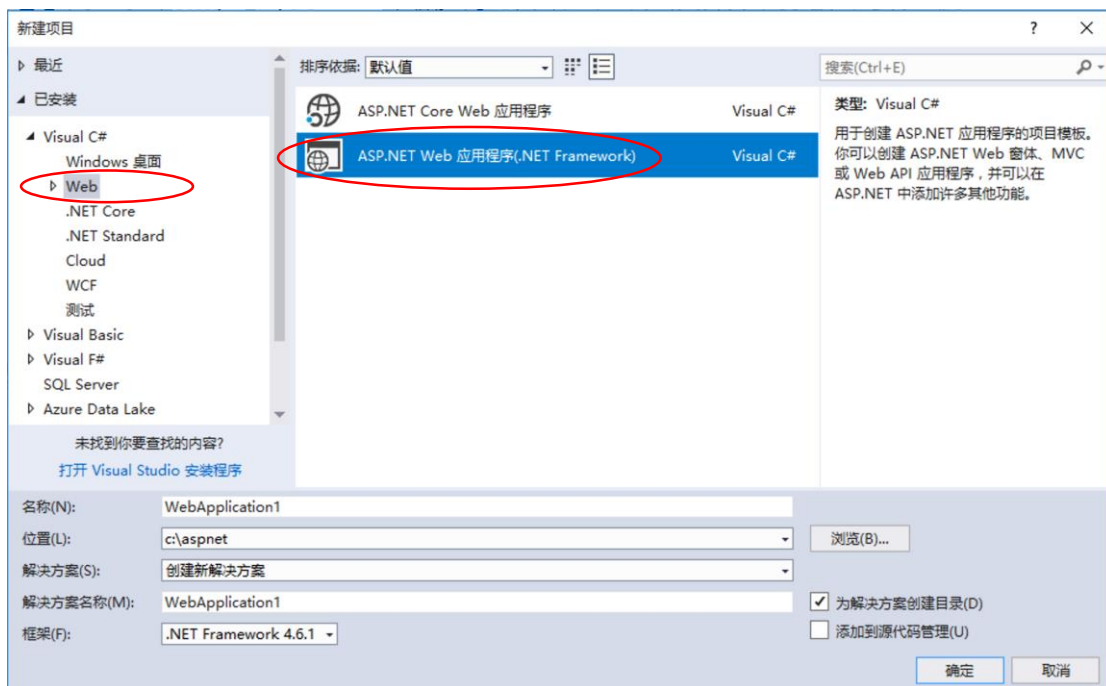 新建项目
?
最近
已安装
Visual C#
Windows 桌面
Web
.NET Core
.NET Standard
Cloud
WCF
测试
Visual Basic
Visual F#
SQL Server
Azure Data Lake
未找到你要查找的内容?
打开 Visual Studio 安装程序
排序依据: 默认值
ASP.NET Core Web 应用程序 Visual C#
ASP.NET Web 应用程序(.NET Framework) Visual C#
搜索(Ctrl+E)
类型: Visual C#
用于创建 ASP.NET 应用程序的项目模板。
你可以创建 ASP.NET Web 窗体、MVC
或 Web API 应用程序，并可以在
ASP.NET 中添加许多其他功能。
名称(N): WebApplication1
位置(L): c:\aspnet 浏览(B)...
解决方案(S): 创建新解决方案
解决方案名称(M): WebApplication1 为解决方案创建目录(D)
框架(F): .NET Framework 4.6.1 添加到源代码管理(U)
确定 取消